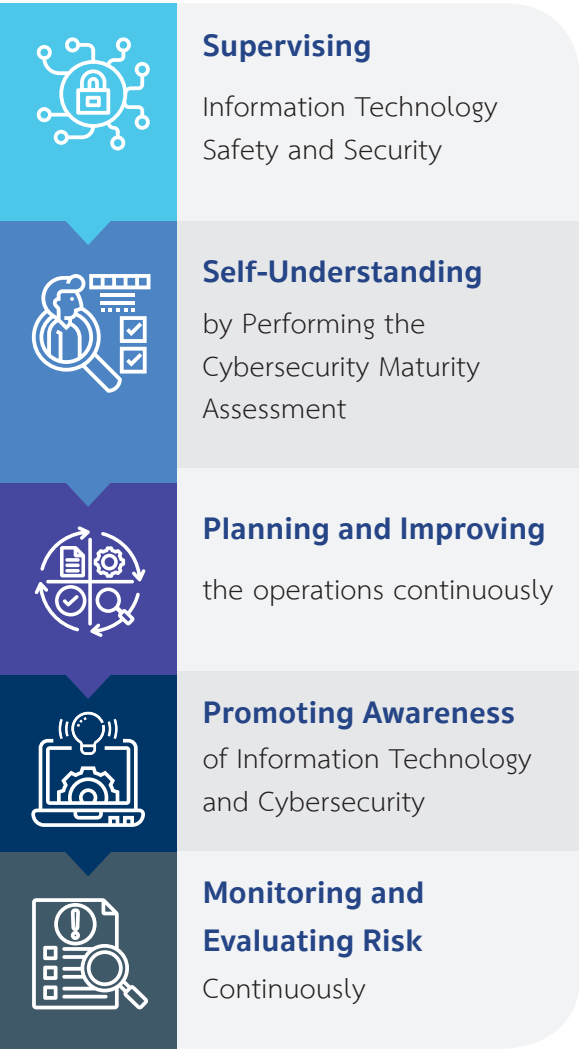 Supervising
Information Technology
Safety and Security
Self-Understanding
by Performing the
Cybersecurity Maturity
Assessment
Planning and Improving
the operations continuously
Promoting Awareness
of Information Technology
and Cybersecurity
Monitoring and
Evaluating Risk
Continuously